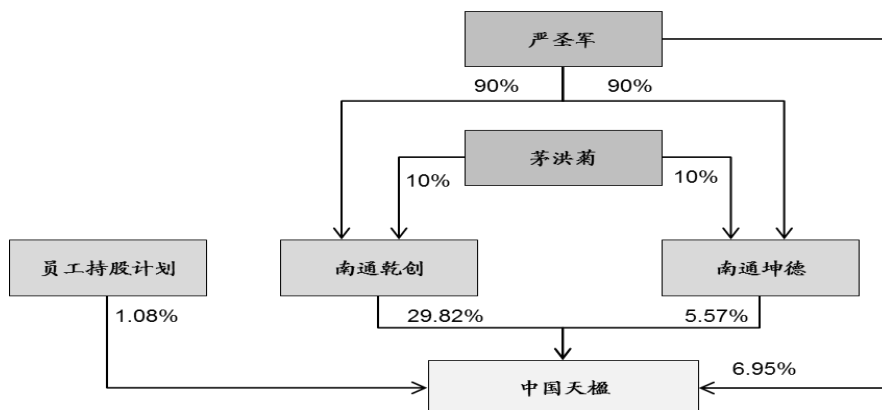 严圣军
90%
90%
茅洪菊
10%
10%
员工持股计划
南通乾创
南通坤德
1.08%
29.82%
5.57%
6.95%
中国天楹